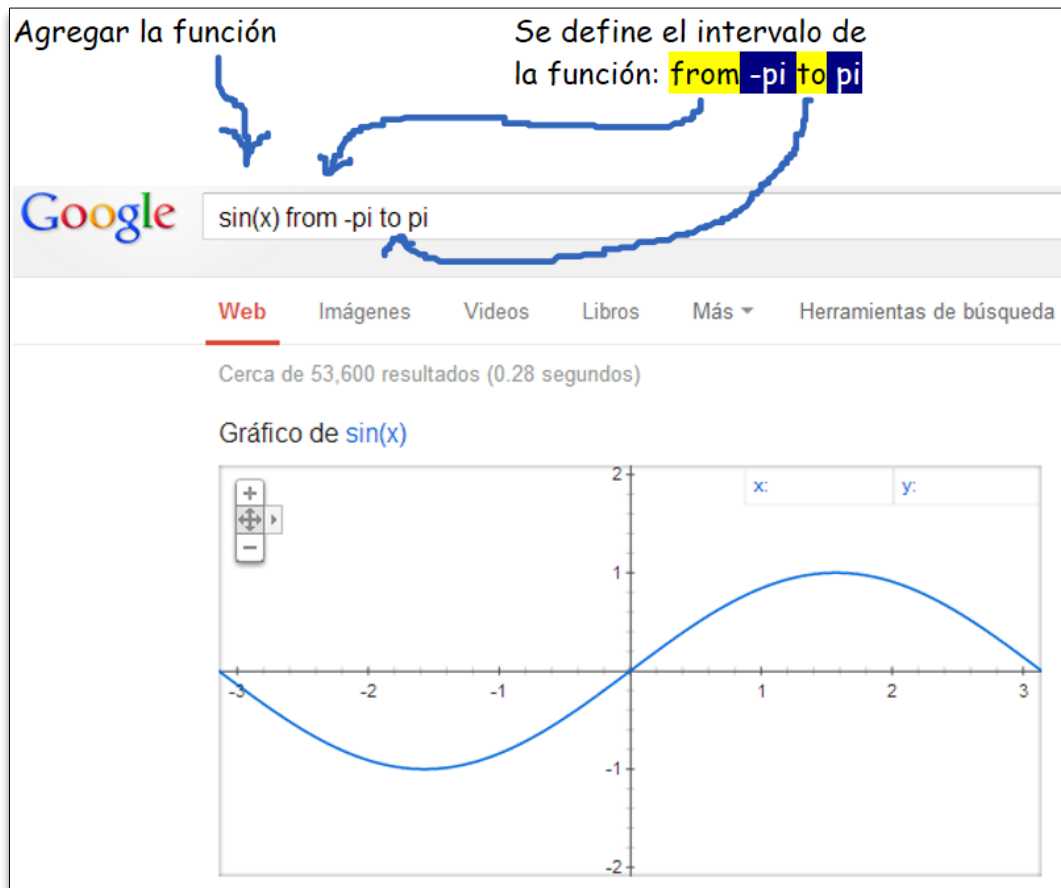 Agregar la función
Se define el intervalo de
la función: from -pi to pi
Google
sin(x) from -pi to pi
Web Imágenes Videos Libros Más Herramientas de búsqueda
Cerca de 53,600 resultados (0.28 segundos)
Gráfico de sin(x)
+
−
x: y:
2
1
-3 -2 -1 1 2 3
-1
-2